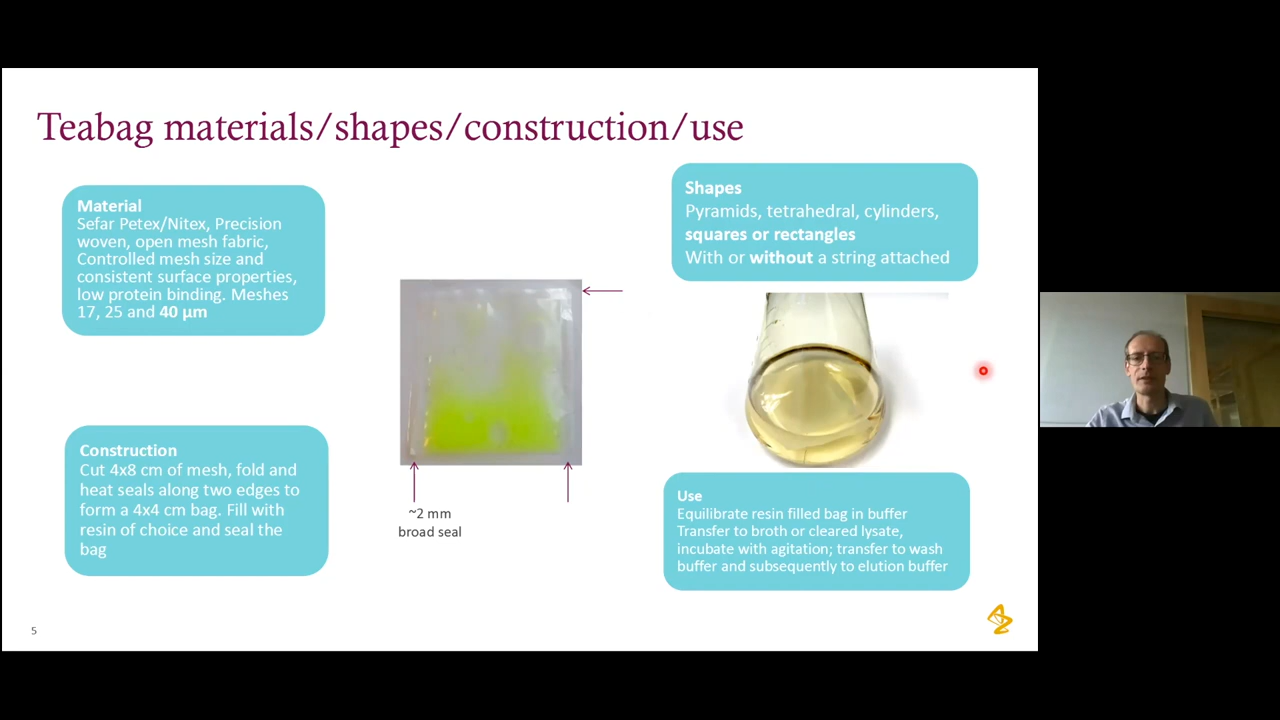 Teabag materials/shapes/construction/use
Material
Sefar Petex/Nitex, Precision
woven, open mesh fabric,
Controlled mesh size and
consistent surface properties,
low protein binding. Meshes
17, 25 and 40 µm
Shapes
Pyramids, tetrahedral, cylinders,
squares or rectangles
With or without a string attached
Construction
Cut 4x8 cm of mesh, fold and
heat seals along two edges to
form a 4x4 cm bag. Fill with
resin of choice and seal the
bag
~2 mm
broad seal
Use
Equilibrate resin filled bag in buffer
Transfer to broth or cleared lysate,
incubate with agitation; transfer to wash
buffer and subsequently to elution buffer
5